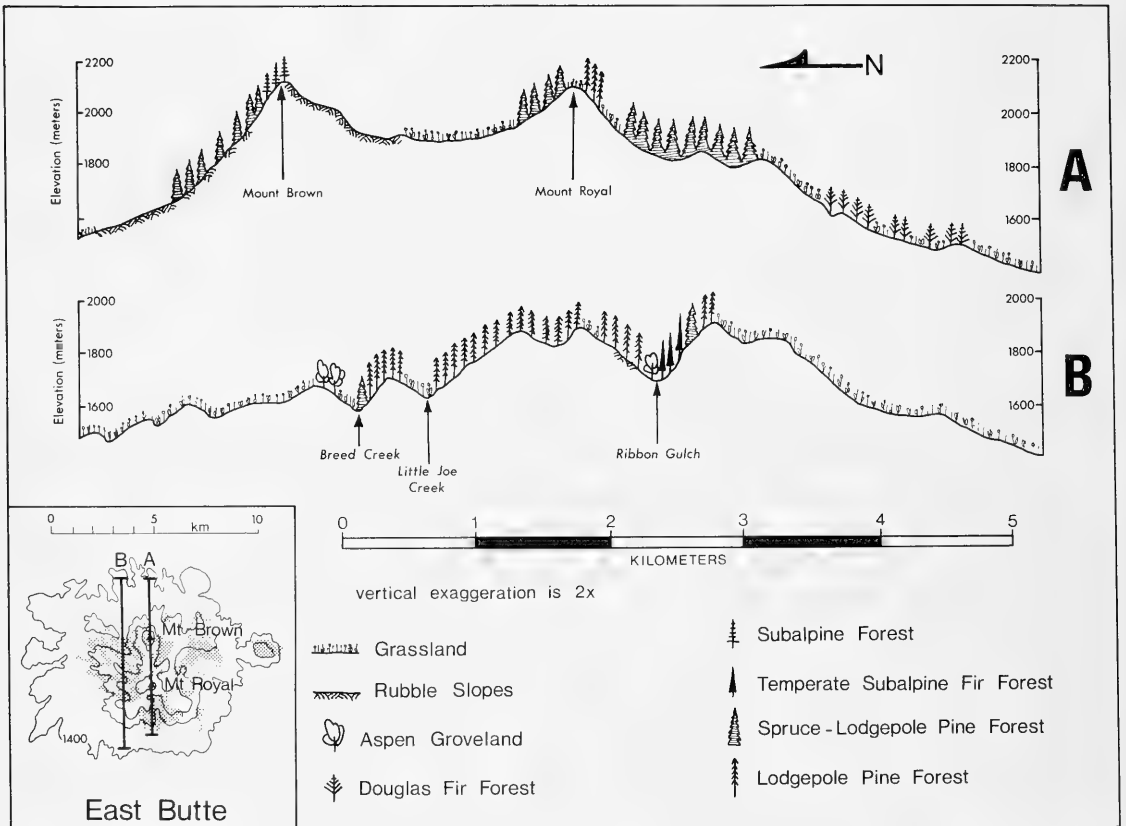 2200
2000
1800
Elevation (meters)
Mount Brown
Mount Royal
N
2200
2000
1800
1600
A
2000
1800
1600
Elevation (meters)
Breed Creek
Little Joe
Creek
Ribbon Gulch
2000
1800
1600
B
0 5 10
km
B A
Mt. Brown
Mt Royal
1400
East Butte
0 1 2 3 4 5
KILOMETERS
vertical exaggeration is 2x
Grassland
Rubble Slopes
Aspen Groveland
Douglas Fir Forest
Subalpine Forest
Temperate Subalpine Fir Forest
Spruce - Lodgepole Pine Forest
Lodgepole Pine Forest